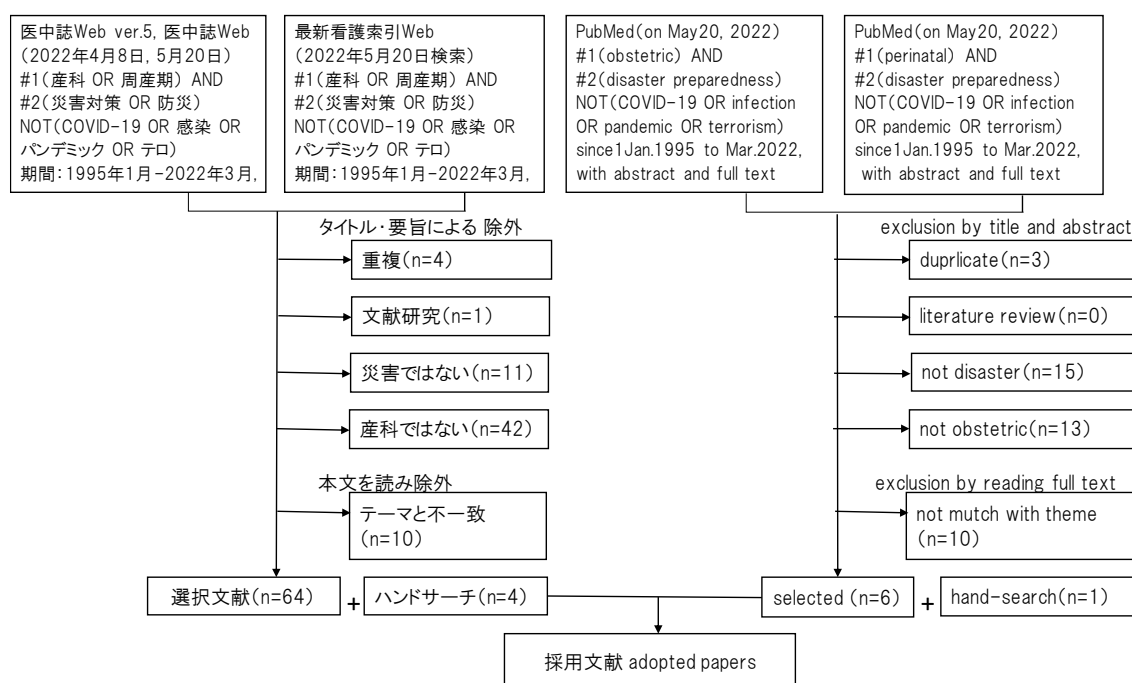 医中誌Web ver.5, 医中誌Web
(2022年4月8日, 5月20日)
#1(産科 OR 周産期) AND
#2(災害対策 OR 防災)
NOT(COVID-19 OR 感染 OR
パンデミック OR テロ)
期間：1995年1月-2022年3月,
最新看護索引Web
(2022年5月20日検索)
#1(産科 OR 周産期) AND
#2(災害対策 OR 防災)
NOT(COVID-19 OR 感染 OR
パンデミック OR テロ)
期間：1995年1月-2022年3月,
PubMed(on May20, 2022)
#1(obstetric) AND
#2(disaster preparedness)
NOT(COVID-19 OR infection
OR pandemic OR terrorism)
since1Jan.1995 to Mar.2022,
with abstract and full text
PubMed(on May 20, 2022)
#1(perinatal) AND
#2(disaster preparedness)
NOT(COVID-19 OR infection
OR pandemic OR terrorism)
since1Jan.1995 to Mar.2022,
with abstract and full text
タイトル・要旨による 除外
重複(n=4)
文献研究(n=1)
災害ではない(n=11)
産科ではない(n=42)
本文を読み除外
テーマと不一致
(n=10)
exclusion by title and abstract
duprlicate(n=3)
literature review(n=0)
not disaster(n=15)
not obstetric(n=13)
exclusion by reading full text
not mutch with theme
(n=10)
選択文献(n=64)
+
ハンドサーチ(n=4)
selected (n=6)
+
hand-search(n=1)
採用文献 adopted papers